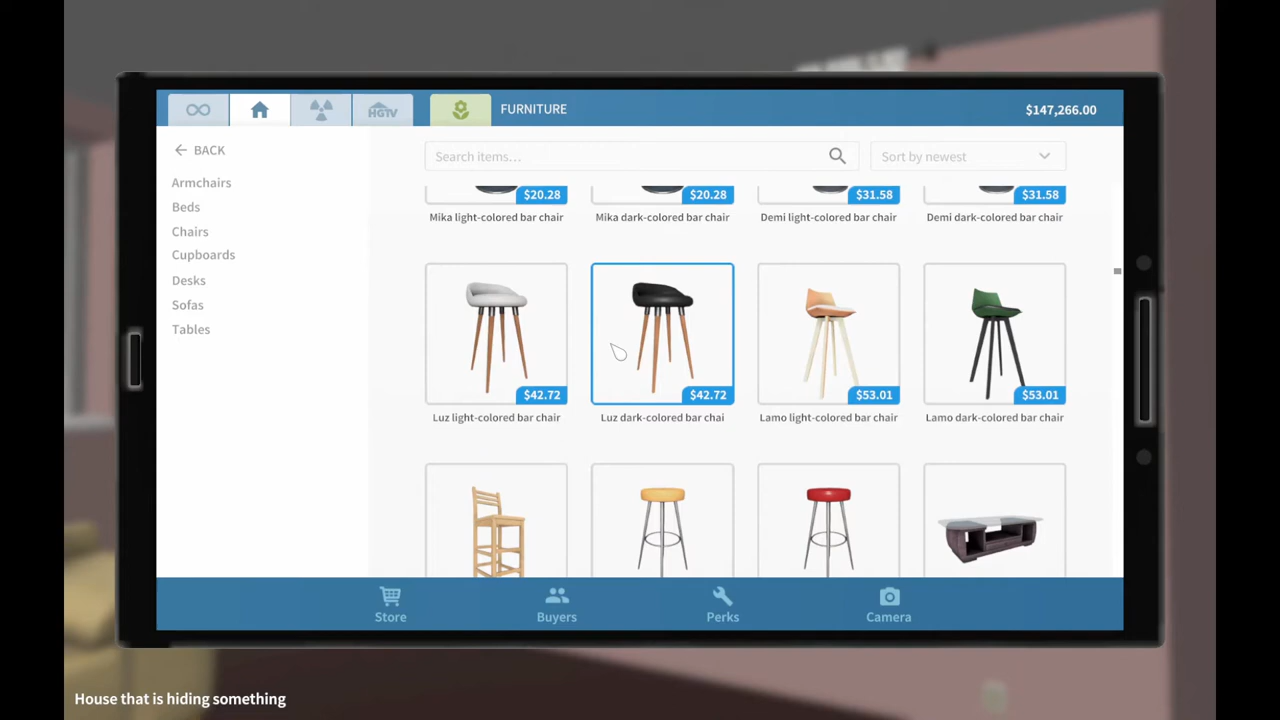 HGTV
FURNITURE
$147,266.00
BACK
Search items...
Sort by newest
Armchairs
Beds
Chairs
Cupboards
Desks
Sofas
Tables
$20.28
$20.28
$31.58
$31.58
Mika light-colored bar chair
Mika dark-colored bar chair
Demi light-colored bar chair
Demi dark-colored bar chair
$42.72
$42.72
$53.01
$53.01
Luz light-colored bar chair
Luz dark-colored bar chai
Lamo light-colored bar chair
Lamo dark-colored bar chair
Store
Buyers
Perks
Camera
House that is hiding something